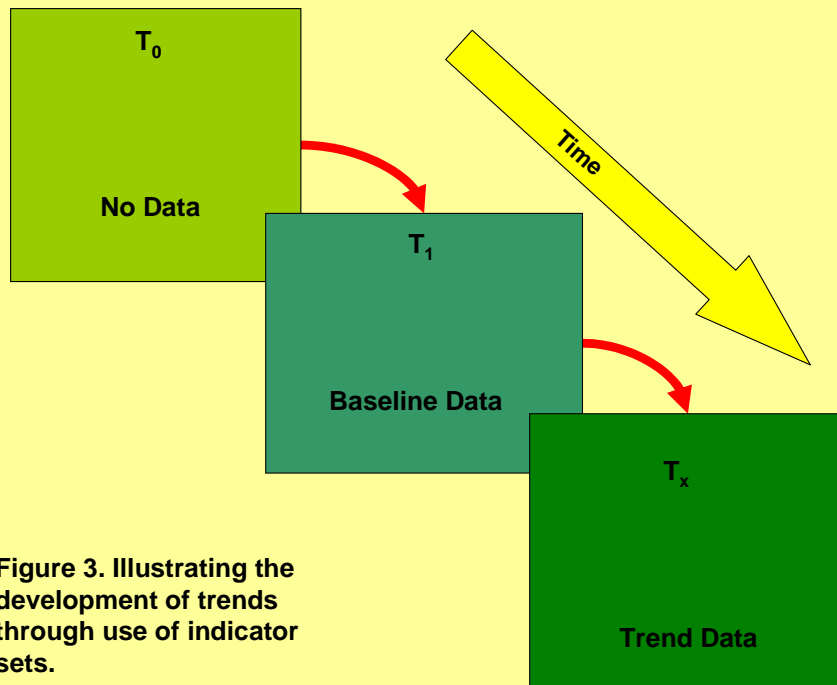 T₀
No Data
Time
T₁
Baseline Data
Tₓ
Trend Data
Figure 3. Illustrating the
development of trends
through use of indicator
sets.